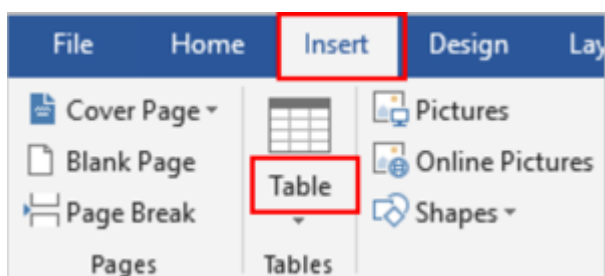 File Home Insert Design Lay
Cover Page
Blank Page
Page Break
Pages
Table
Tables
Pictures
Online Pictures
Shapes